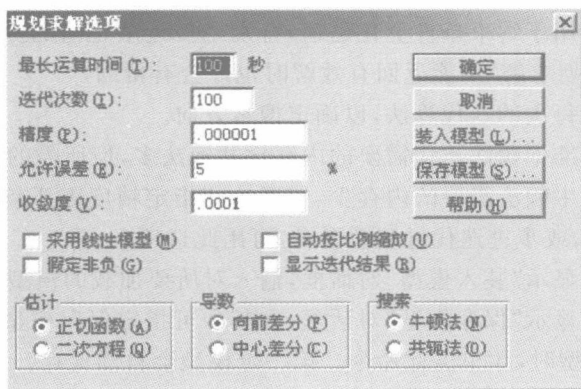 规划求解选项
最长运算时间(T): 100 秒 确定
迭代次数(I): 100 取消
精度(P): .000001 装入模型(L)...
允许误差(E): 5 % 保存模型(S)...
收敛度(V): .0001 帮助(H)
采用线性模型(M) 自动按比例缩放(U)
假定非负(G) 显示迭代结果(R)
估计 导数 搜索
正切函数(A) 向前差分(F) 牛顿法(N)
二次方程(Q) 中心差分(C) 共轭法(O)